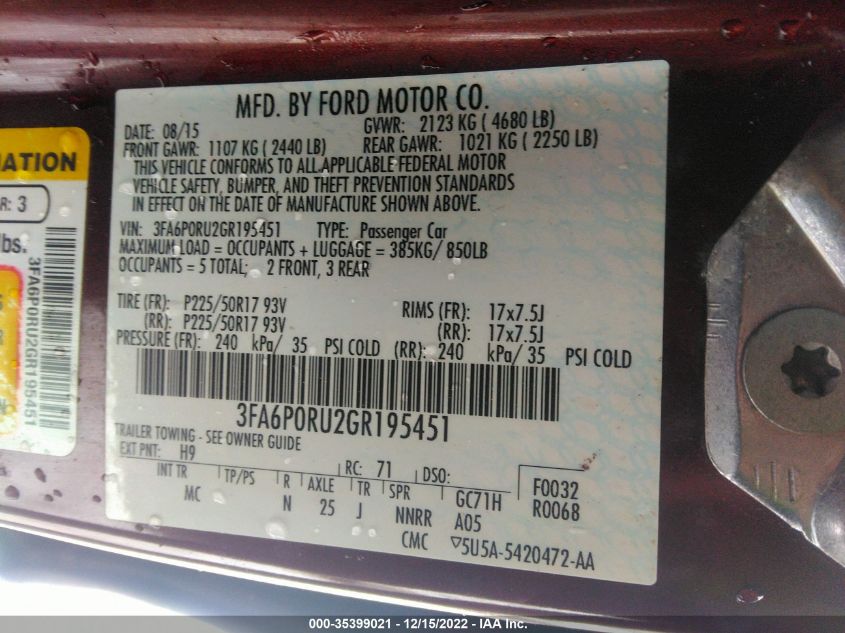 MFD. BY FORD MOTOR CO.
DATE: 08/15 GVWR: 2123 KG ( 4680 LB)
FRONT GAWR: 1107 KG ( 2440 LB) REAR GAWR: 1021 KG ( 2250 LB)
THIS VEHICLE CONFORMS TO ALL APPLICABLE FEDERAL MOTOR
VEHICLE SAFETY, BUMPER, AND THEFT PREVENTION STANDARDS
IN EFFECT ON THE DATE OF MANUFACTURE SHOWN ABOVE.
VIN: 3FA6P0RU2GR195451 TYPE: Passenger Car
MAXIMUM LOAD = OCCUPANTS + LUGGAGE = 385KG/ 850LB
OCCUPANTS = 5 TOTAL; 2 FRONT, 3 REAR
TIRE (FR): P225/50R17 93V RIMS (FR): 17x7.5J
(RR): P225/50R17 93V (RR): 17x7.5J
PRESSURE (FR): 240 kPa/ 35 PSI COLD (RR): 240 kPa/ 35 PSI COLD
3FA6P0RU2GR195451
TRAILER TOWING - SEE OWNER GUIDE
EXT PNT: H9 RC: 71 DSO: F0032
INT TR TP/PS R AXLE TR SPR GC71H R0068
MC N 25 J NNRR A05
CMC ▽5U5A-5420472-AA
R: 3
lbs.
3FA6P0RU2GR195451
000-35399021 - 12/15/2022 - IAA Inc.